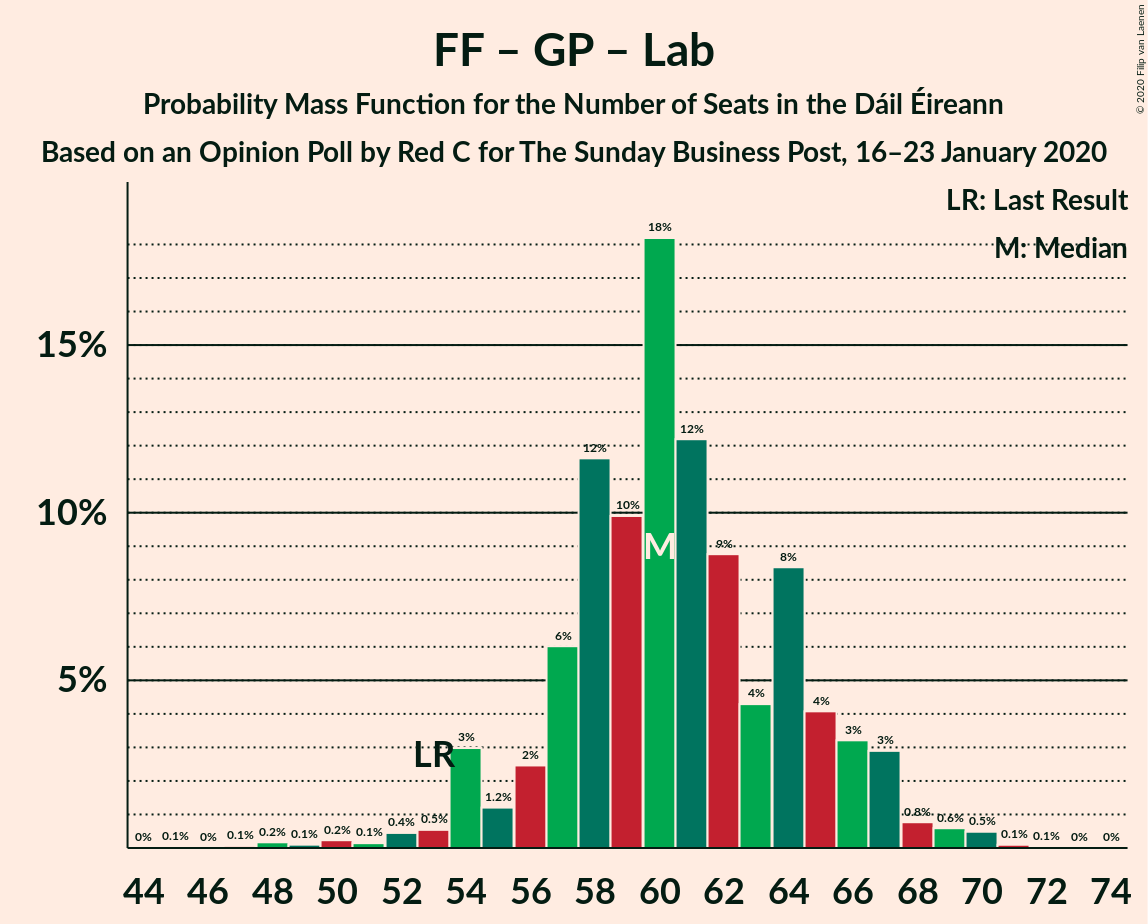 FF – GP – Lab
Probability Mass Function for the Number of Seats in the Dáil Éireann
Based on an Opinion Poll by Red C for The Sunday Business Post, 16–23 January 2020
© 2020 Filip van Laenen
LR: Last Result
M: Median
15%
10%
5%
0% 0.1% 0% 0.1% 0.2% 0.1% 0.2% 0.1% 0.4% 0.5% 3% 1.2% 2% 6% 12% 10% 18% 12% 9% 4% 8% 4% 3% 3% 0.8% 0.6% 0.5% 0.1% 0.1% 0% 0%
LR
M
44 46 48 50 52 54 56 58 60 62 64 66 68 70 72 74